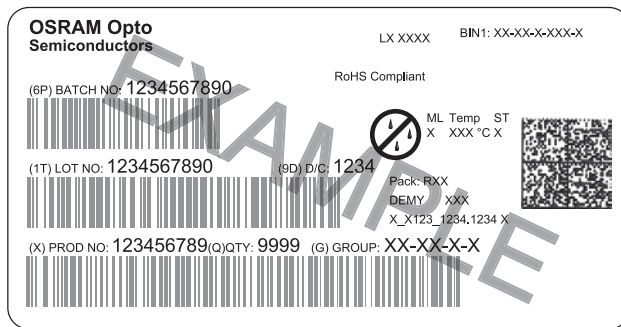 OSRAM Opto
Semiconductors
LX XXXX
BIN1: XX-XX-X-XXX-X
RoHS Compliant
(6P) BATCH NO: 1234567890
ML Temp ST
X XXX °C X
(1T) LOT NO: 1234567890 (9D) D/C: 1234
Pack: RXX
DEMY XXX
X_X123_1234.1234 X
(X) PROD NO: 123456789(Q)QTY: 9999 (G) GROUP: XX-XX-X-X
EXAMPLE